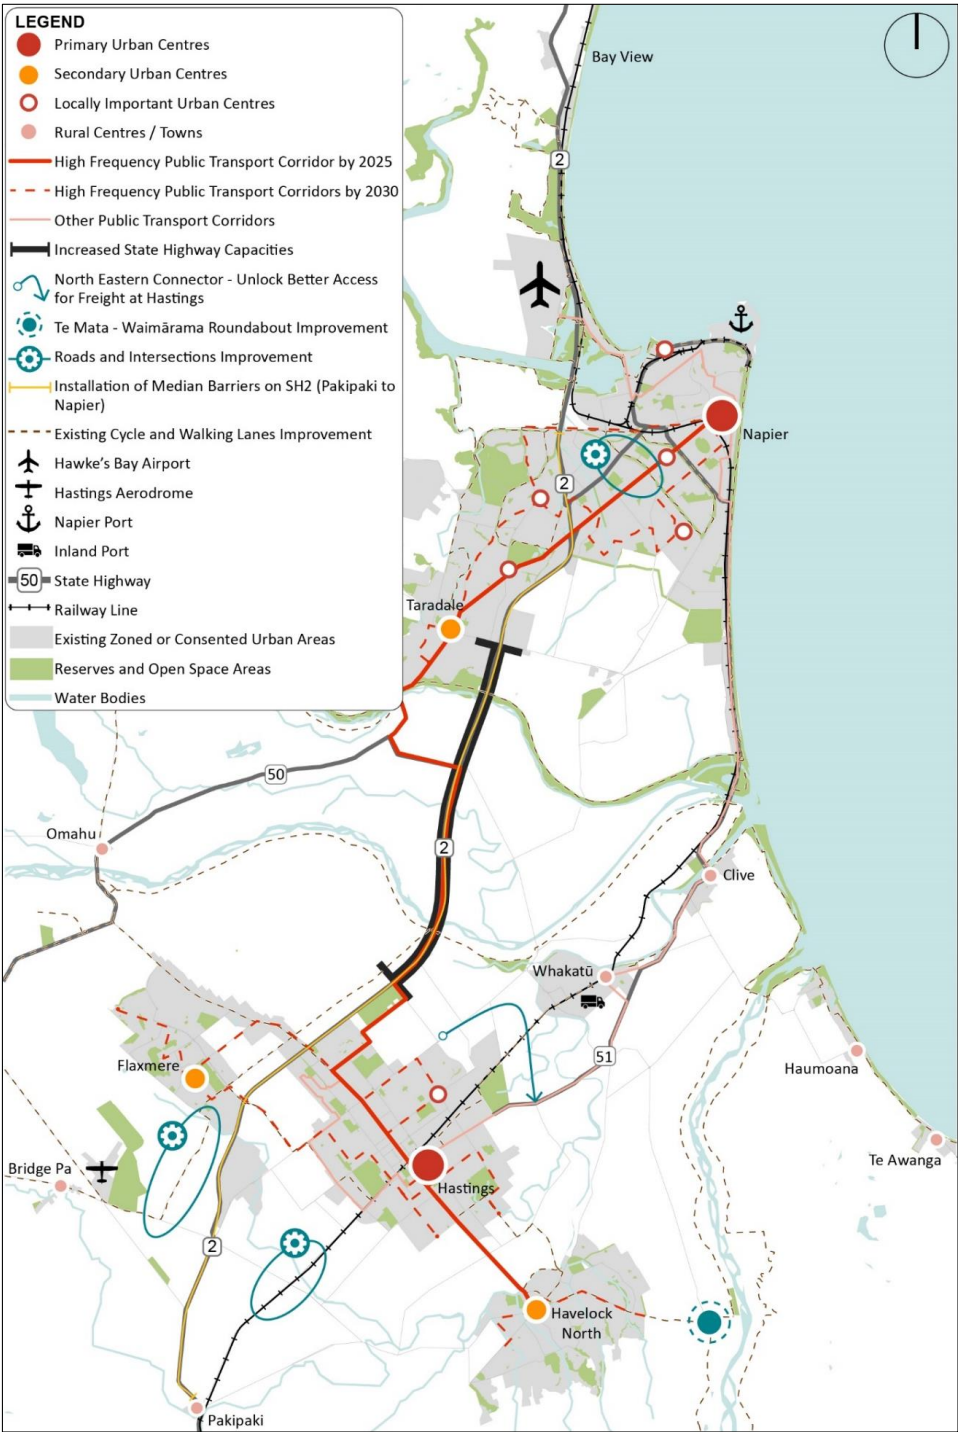 LEGEND
Primary Urban Centres
Secondary Urban Centres
Locally Important Urban Centres
Rural Centres / Towns
High Frequency Public Transport Corridor by 2025
High Frequency Public Transport Corridors by 2030
Other Public Transport Corridors
Increased State Highway Capacities
North Eastern Connector - Unlock Better Access
for Freight at Hastings
Te Mata - Waimārama Roundabout Improvement
Roads and Intersections Improvement
Installation of Median Barriers on SH2 (Pakipaki to
Napier)
Existing Cycle and Walking Lanes Improvement
Hawke's Bay Airport
Hastings Aerodrome
Napier Port
Inland Port
50 State Highway
Railway Line
Existing Zoned or Consented Urban Areas
Reserves and Open Space Areas
Water Bodies
Bay View
2
Napier
2
Taradale
50
Omahu
2
Clive
Whakatū
51
Flaxmere
Haumoana
Bridge Pa
Te Awanga
Hastings
2
Havelock
North
Pakipaki